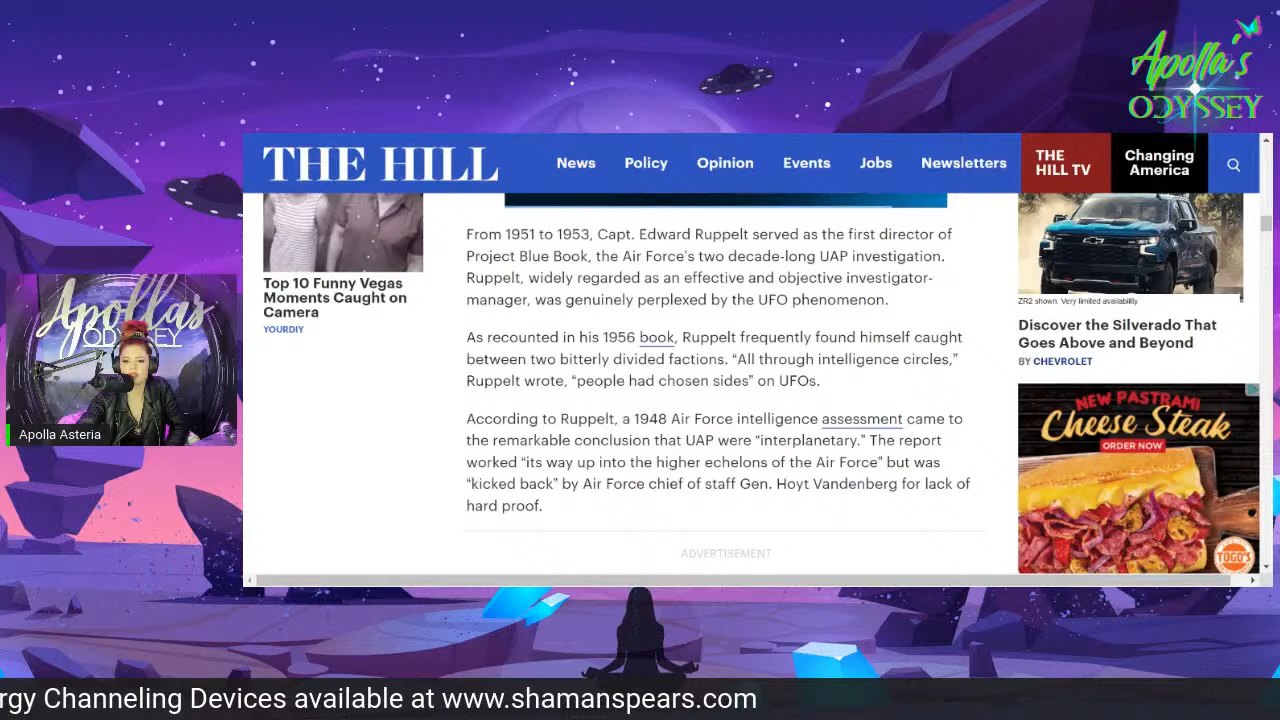 Apolla's
ODYSSEY
THE HILL
News
Policy
Opinion
Events
Jobs
Newsletters
THE
HILL TV
Changing
America
Top 10 Funny Vegas
Moments Caught on
Camera
YOURDIY
From 1951 to 1953, Capt. Edward Ruppelt served as the first director of
Project Blue Book, the Air Force's two decade-long UAP investigation.
Ruppelt, widely regarded as an effective and objective investigator-
manager, was genuinely perplexed by the UFO phenomenon.
As recounted in his 1956 book, Ruppelt frequently found himself caught
between two bitterly divided factions. “All through intelligence circles,”
Ruppelt wrote, “people had chosen sides” on UFOs.
According to Ruppelt, a 1948 Air Force intelligence assessment came to
the remarkable conclusion that UAP were “interplanetary.” The report
worked “its way up into the higher echelons of the Air Force” but was
“kicked back” by Air Force chief of staff Gen. Hoyt Vandenberg for lack of
hard proof.
ADVERTISEMENT
ZR2 shown. Very limited availability.
Discover the Silverado That
Goes Above and Beyond
BY CHEVROLET
NEW PASTRAMI
Cheese Steak
ORDER NOW
TOGO'S
Apollas
ODYSSEY
Apolla Asteria
rgy Channeling Devices available at www.shamanspears.com